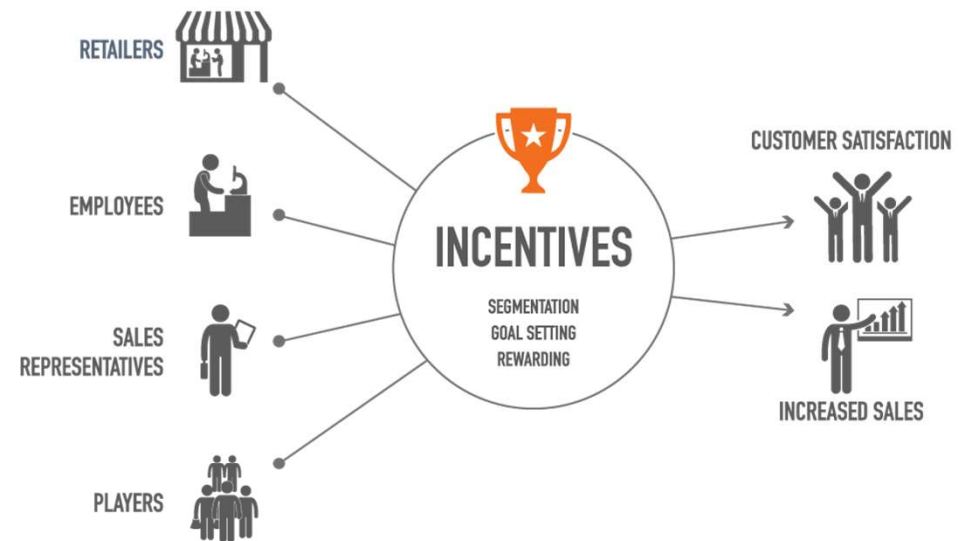 RETAILERS
EMPLOYEES
SALES
REPRESENTATIVES
PLAYERS
INCENTIVES
SEGMENTATION
GOAL SETTING
REWARDING
CUSTOMER SATISFACTION
INCREASED SALES